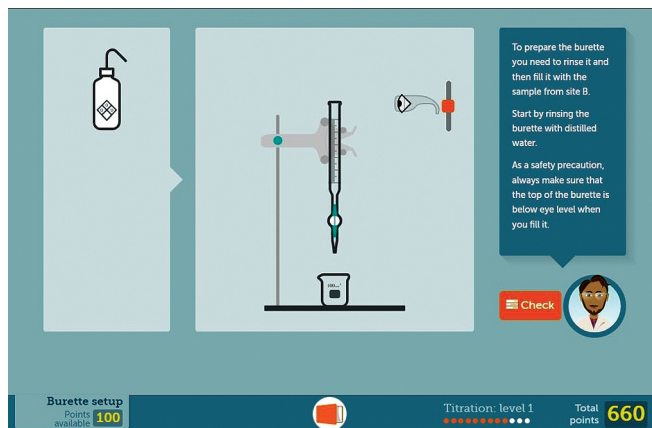 To prepare the burette
you need to rinse it and
then fill it with the
sample from site B.
Start by rinsing the
burette with distilled
water.
As a safety precaution,
always make sure that
the top of the burette is
below eye level when
you fill it.
Check
Burette setup
Points
available 100
Titration: level 1
Total
points 660